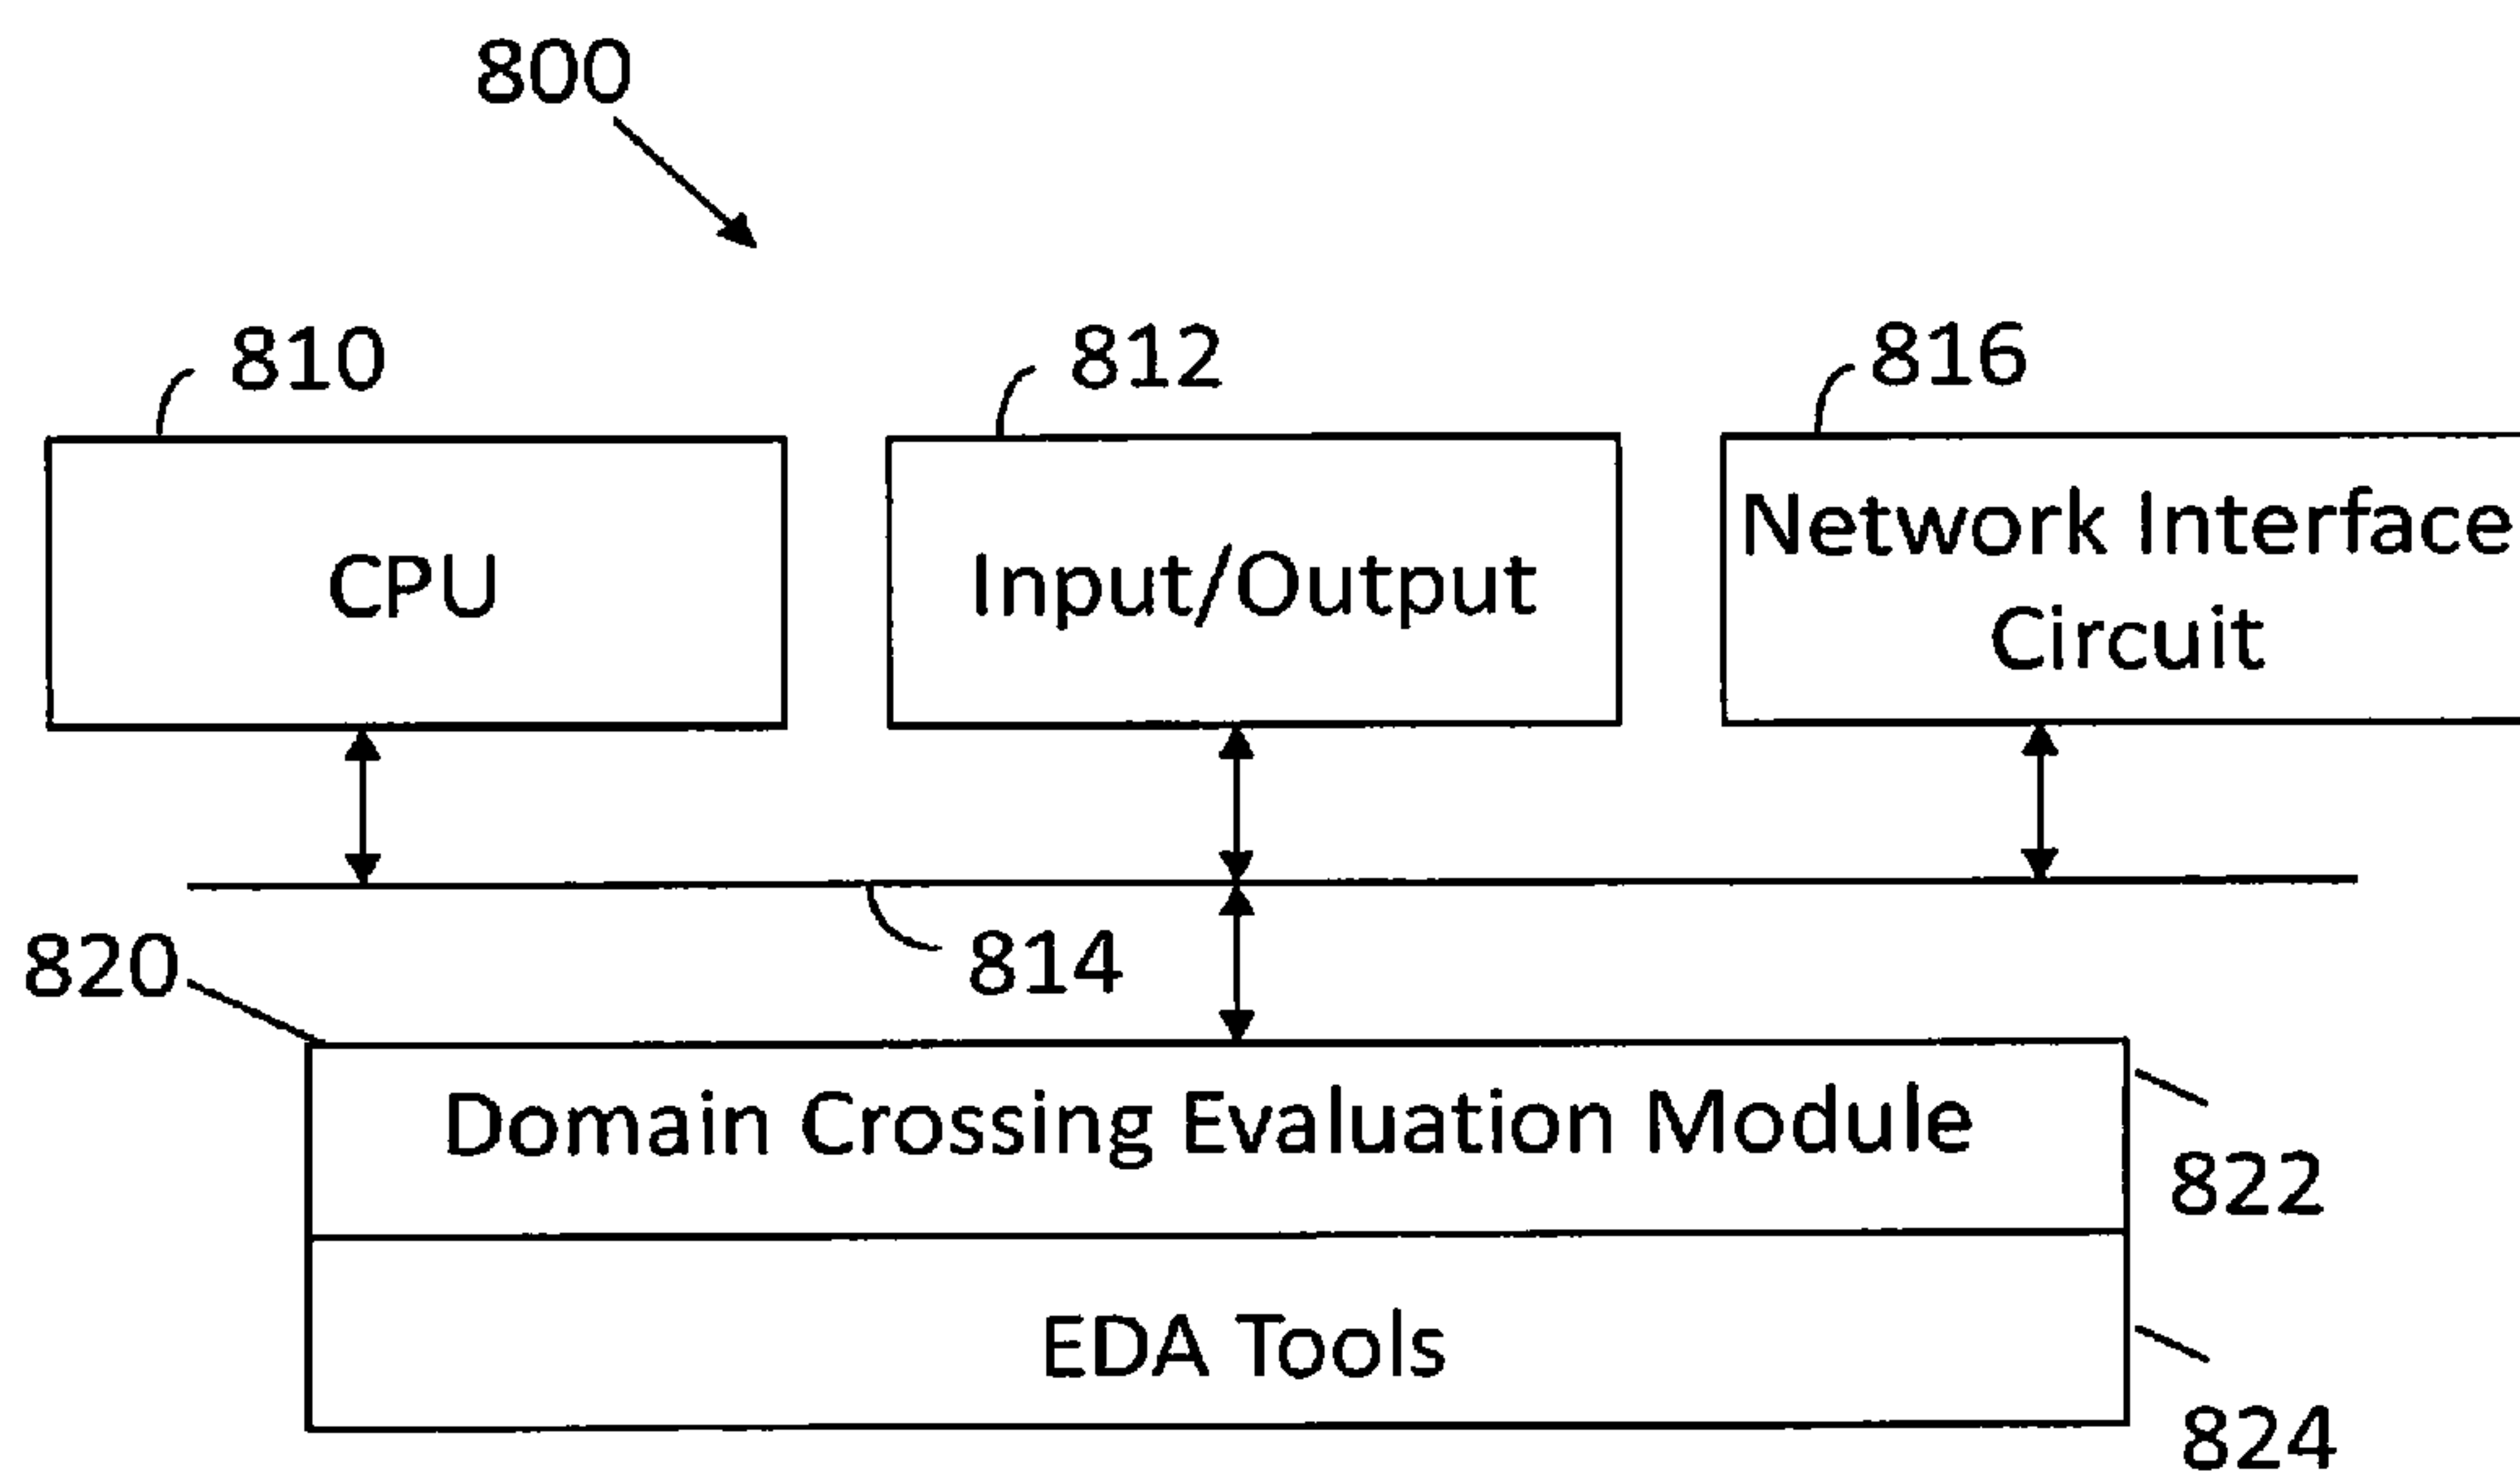 800
810
812
816
CPU
Input/Output
Network Interface
Circuit
820
814
Domain Crossing Evaluation Module
822
EDA Tools
824